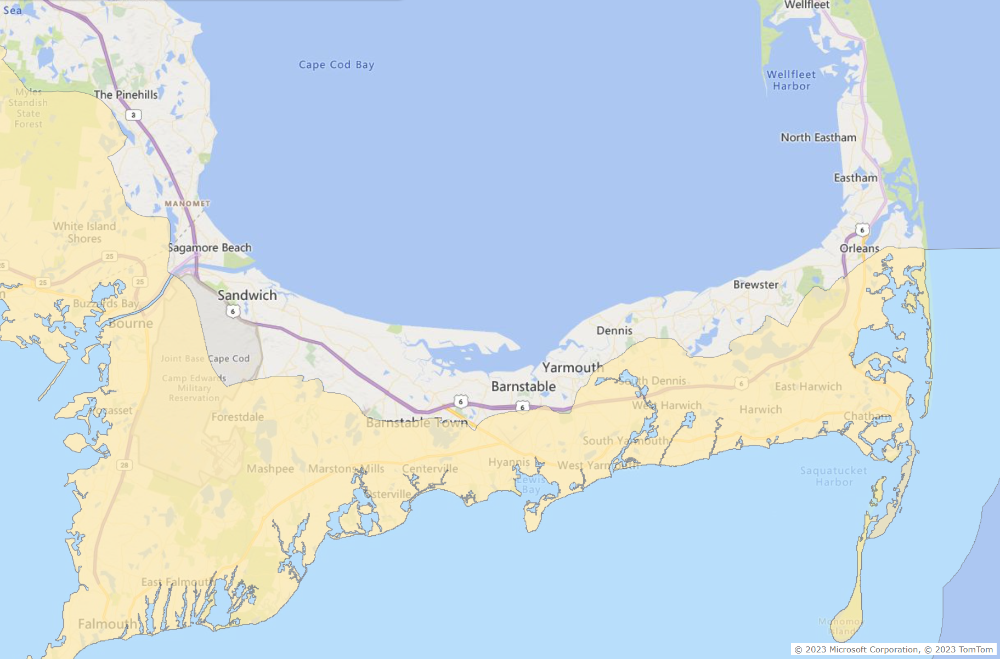 Sea
Wellfleet
Cape Cod Bay
Wellfleet
Harbor
Myles
Standish
State
Forest
The Pinehills
3
North Eastham
Eastham
MANOMET
White Island
Shores
6
Sagamore Beach
Orleans
25
25
25
25
Brewster
Sandwich
Buzzards Bay
6
Bourne
Dennis
Joint Base Cape Cod
Yarmouth
Camp Edwards
Military
Reservation
South Dennis
6
East Harwich
Barnstable
Pocasset
6
6
West Harwich
Harwich
Forestdale
Barnstable Town
Chatham
South Yarmouth
28
Mashpee
Marstons Mills
Centerville
Hyannis
West Yarmouth
Saquatucket
Harbor
Lewis
Bay
Osterville
East Falmouth
Falmouth
Monomoy
Island
© 2023 Microsoft Corporation, © 2023 TomTom